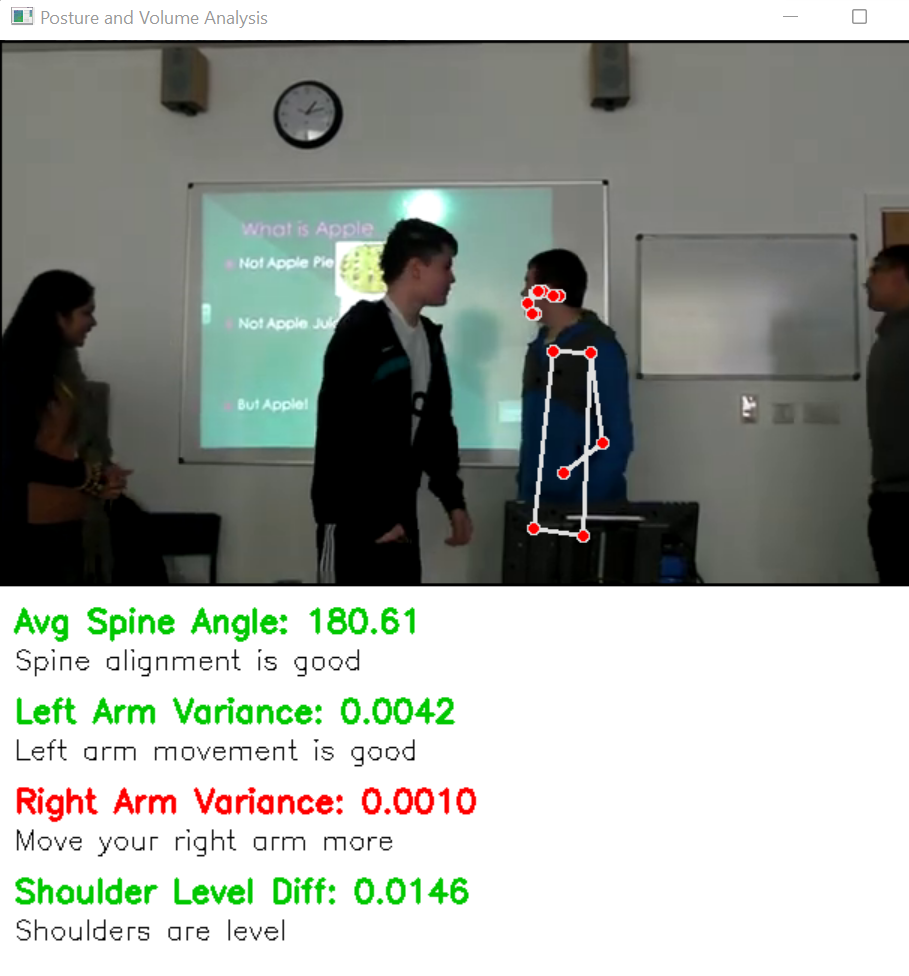 Posture and Volume Analysis
What is Apple
Not Apple Pie
Not Apple
But Apple!
Avg Spine Angle: 180.61
Spine alignment is good
Left Arm Variance: 0.0042
Left arm movement is good
Right Arm Variance: 0.0010
Move your right arm more
Shoulder Level Diff: 0.0146
Shoulders are level